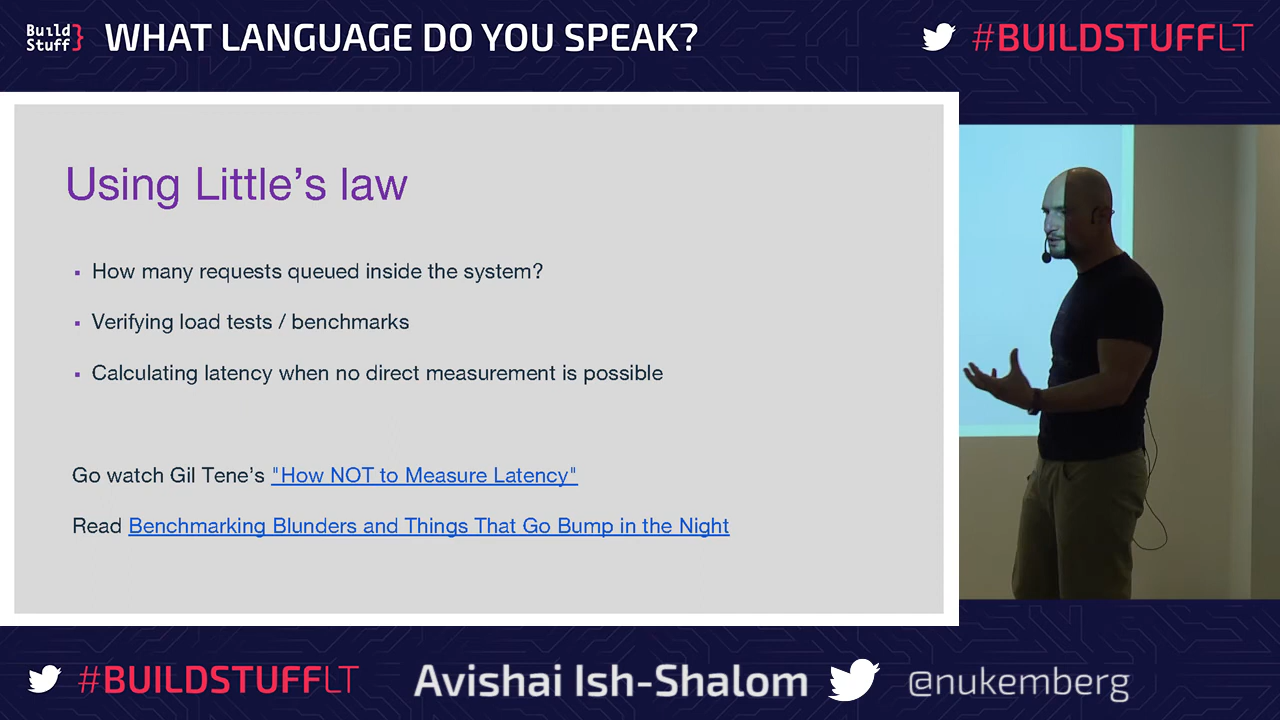 Build
Stuff}
WHAT LANGUAGE DO YOU SPEAK?
#BUILDSTUFFLT
Using Little's law
▪ How many requests queued inside the system?
▪ Verifying load tests / benchmarks
▪ Calculating latency when no direct measurement is possible
Go watch Gil Tene's "How NOT to Measure Latency"
Read Benchmarking Blunders and Things That Go Bump in the Night
#BUILDSTUFFLT
Avishai Ish-Shalom
@nukemberg